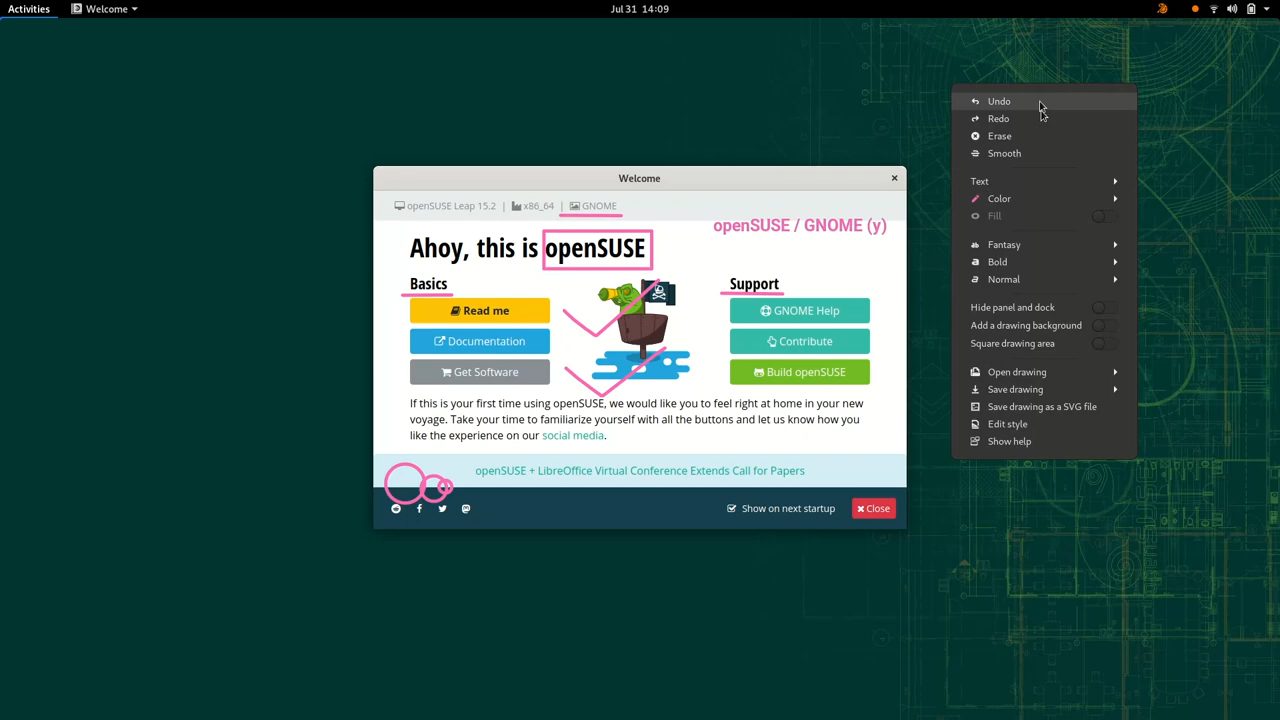 Activities
Welcome
Jul 31 14:09
Welcome
openSUSE Leap 15.2 | x86_64 | GNOME
openSUSE / GNOME (y)
Ahoy, this is openSUSE
Basics
Read me
Documentation
Get Software
Support
GNOME Help
Contribute
Build openSUSE
If this is your first time using openSUSE, we would like you to feel right at home in your new
voyage. Take your time to familiarize yourself with all the buttons and let us know how you
like the experience on our social media.
openSUSE + LibreOffice Virtual Conference Extends Call for Papers
Show on next startup
Close
Undo
Redo
Erase
Smooth
Text
Color
Fill
Fantasy
Bold
Normal
Hide panel and dock
Add a drawing background
Square drawing area
Open drawing
Save drawing
Save drawing as a SVG file
Edit style
Show help